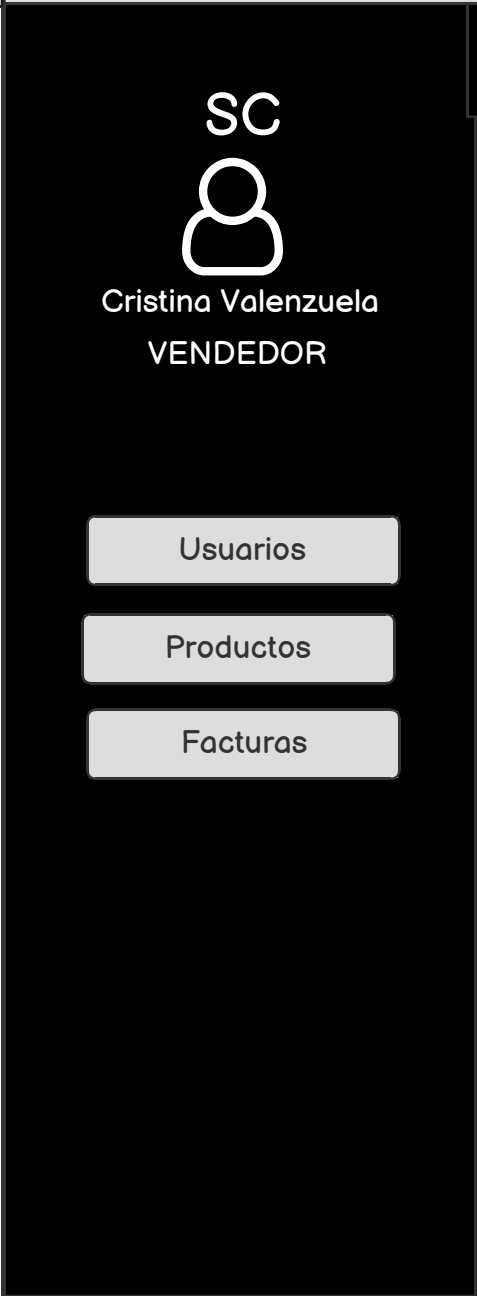 SC
Cristina Valenzuela
VENDEDOR
Usuarios
Productos
Facturas